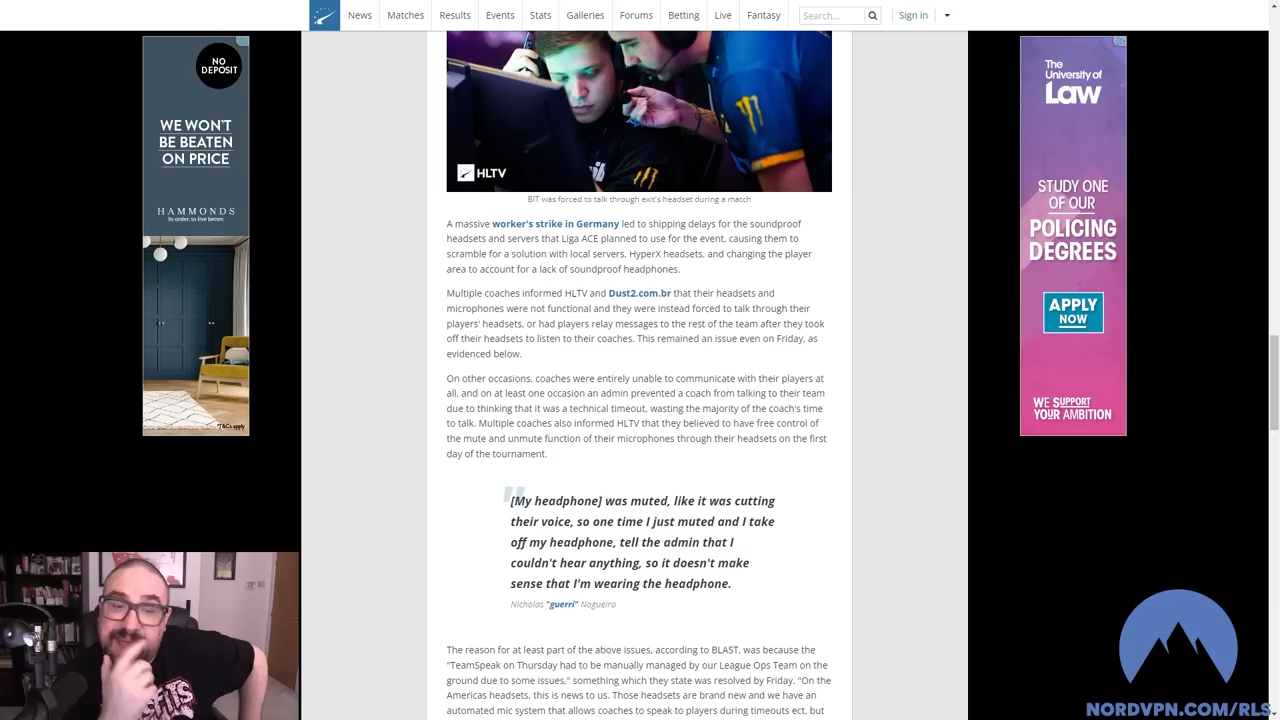 News Matches Results Events Stats Galleries Forums Betting Live Fantasy Search... Sign in
NO
DEPOSIT
WE WON'T
BE BEATEN
ON PRICE
HAMMONDS
In order, to live better.
*T&Cs apply
HLTV
BIT was forced to talk through exit's headset during a match
A massive worker's strike in Germany led to shipping delays for the soundproof
headsets and servers that Liga ACE planned to use for the event, causing them to
scramble for a solution with local servers, HyperX headsets, and changing the player
area to account for a lack of soundproof headphones.
Multiple coaches informed HLTV and Dust2.com.br that their headsets and
microphones were not functional and they were instead forced to talk through their
players' headsets, or had players relay messages to the rest of the team after they took
off their headsets to listen to their coaches. This remained an issue even on Friday, as
evidenced below.
On other occasions, coaches were entirely unable to communicate with their players at
all, and on at least one occasion an admin prevented a coach from talking to their team
due to thinking that it was a technical timeout, wasting the majority of the coach's time
to talk. Multiple coaches also informed HLTV that they believed to have free control of
the mute and unmute function of their microphones through their headsets on the first
day of the tournament.
"[My headphone] was muted, like it was cutting
their voice, so one time I just muted and I take
off my headphone, tell the admin that I
couldn't hear anything, so it doesn't make
sense that I'm wearing the headphone.
Nicholas "guerri" Nogueira
The reason for at least part of the above issues, according to BLAST, was because the
"TeamSpeak on Thursday had to be manually managed by our League Ops Team on the
ground due to some issues," something which they state was resolved by Friday. "On the
Americas headsets, this is news to us. Those headsets are brand new and we have an
automated mic system that allows coaches to speak to players during timeouts ect, but
The
University of
Law
STUDY ONE
OF OUR
POLICING
DEGREES
APPLY
NOW
WE SUPPORT
YOUR AMBITION
NORDVPN.COM/RLS